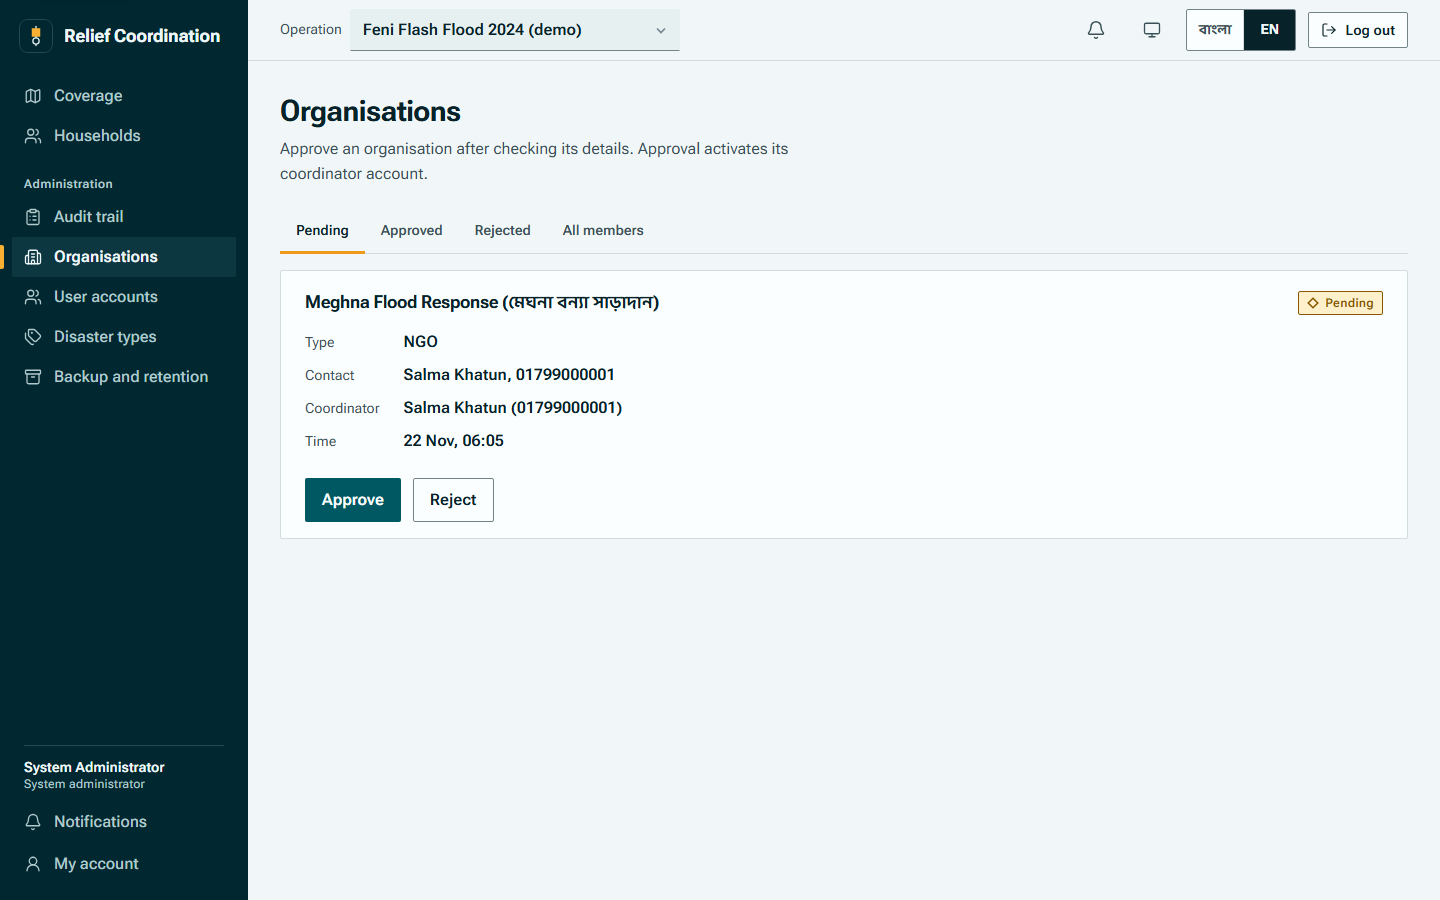 Relief Coordination
Operation
Feni Flash Flood 2024 (demo)
বাংলা
EN
Log out
Coverage
Households
Administration
Audit trail
Organisations
User accounts
Disaster types
Backup and retention
Organisations
Approve an organisation after checking its details. Approval activates its
coordinator account.
Pending
Approved
Rejected
All members
Meghna Flood Response (মেঘনা বন্যা সাড়াদান)
Pending
Type
NGO
Contact
Salma Khatun, 01799000001
Coordinator
Salma Khatun (01799000001)
Time
22 Nov, 06:05
Approve
Reject
System Administrator
System administrator
Notifications
My account